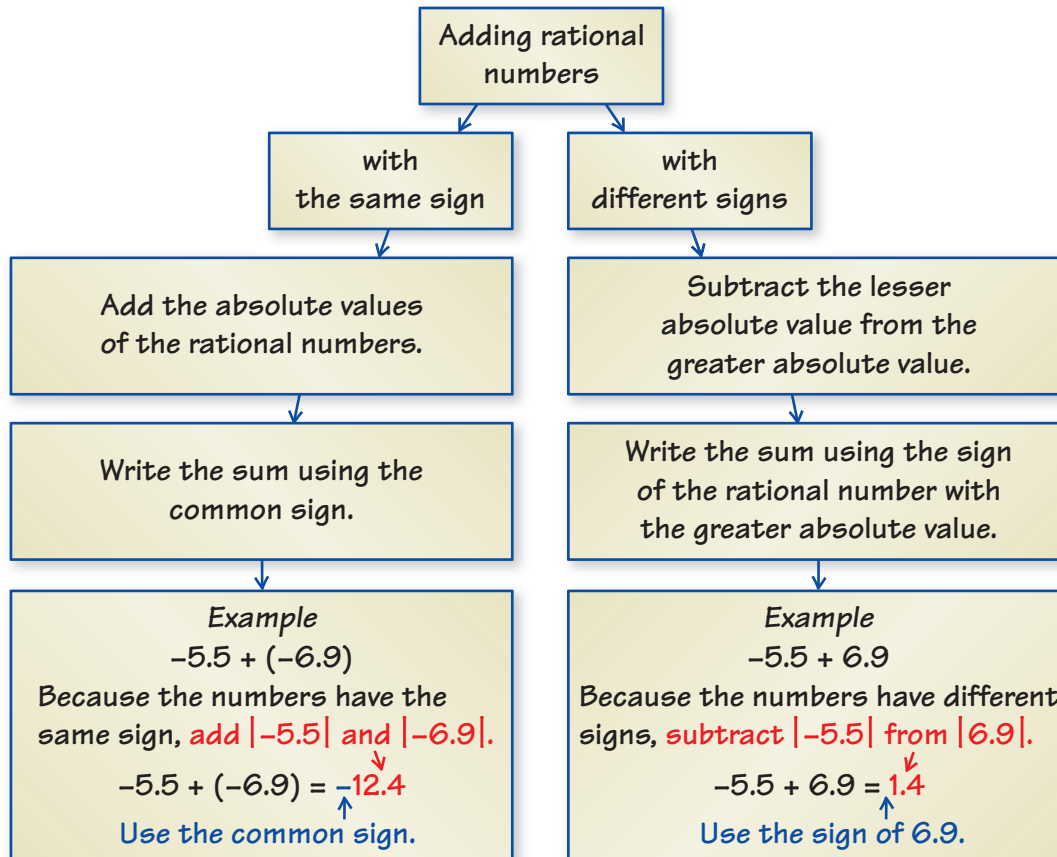 Adding rational
numbers
with
the same sign
with
different signs
Add the absolute values
of the rational numbers.
Subtract the lesser
absolute value from the
greater absolute value.
Write the sum using the
common sign.
Write the sum using the sign
of the rational number with
the greater absolute value.
Example
–5.5 + (–6.9)
Because the numbers have the
same sign, add |–5.5| and |–6.9|.
–5.5 + (–6.9) = –12.4
Use the common sign.
Example
–5.5 + 6.9
Because the numbers have different
signs, subtract |–5.5| from |6.9|.
–5.5 + 6.9 = 1.4
Use the sign of 6.9.